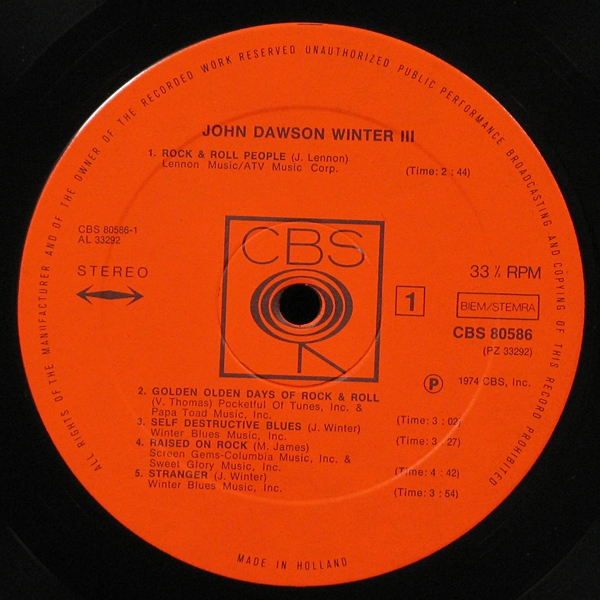 ALL RIGHTS OF THE MANUFACTURER AND OF THE OWNER OF THE RECORDED WORK RESERVED UNAUTHORIZED PUBLIC PERFORMANCE BROADCASTING AND COPYING OF THIS RECORD PROHIBITED
JOHN DAWSON WINTER III
1. ROCK & ROLL PEOPLE (J. Lennon)
Lennon Music/ATV Music Corp. (Time: 2 : 44)
CBS 80586-1
AL 33292
STEREO
CBS
33 ⅓ RPM
1
BIEM/STEMRA
CBS 80586
(PZ 33292)
Ⓟ 1974 CBS, Inc.
2. GOLDEN OLDEN DAYS OF ROCK & ROLL
(V. Thomas) Pocketful Of Tunes, Inc. &
Papa Toad Music, Inc. (Time: 3 : 02)
3. SELF DESTRUCTIVE BLUES (J. Winter)
Winter Blues Music, Inc. (Time: 3 : 27)
4. RAISED ON ROCK (M. James)
Screen Gems-Columbia Music, Inc. &
Sweet Glory Music, Inc. (Time: 4 : 42)
5. STRANGER (J. Winter)
Winter Blues Music, Inc. (Time: 3 : 54)
MADE IN HOLLAND